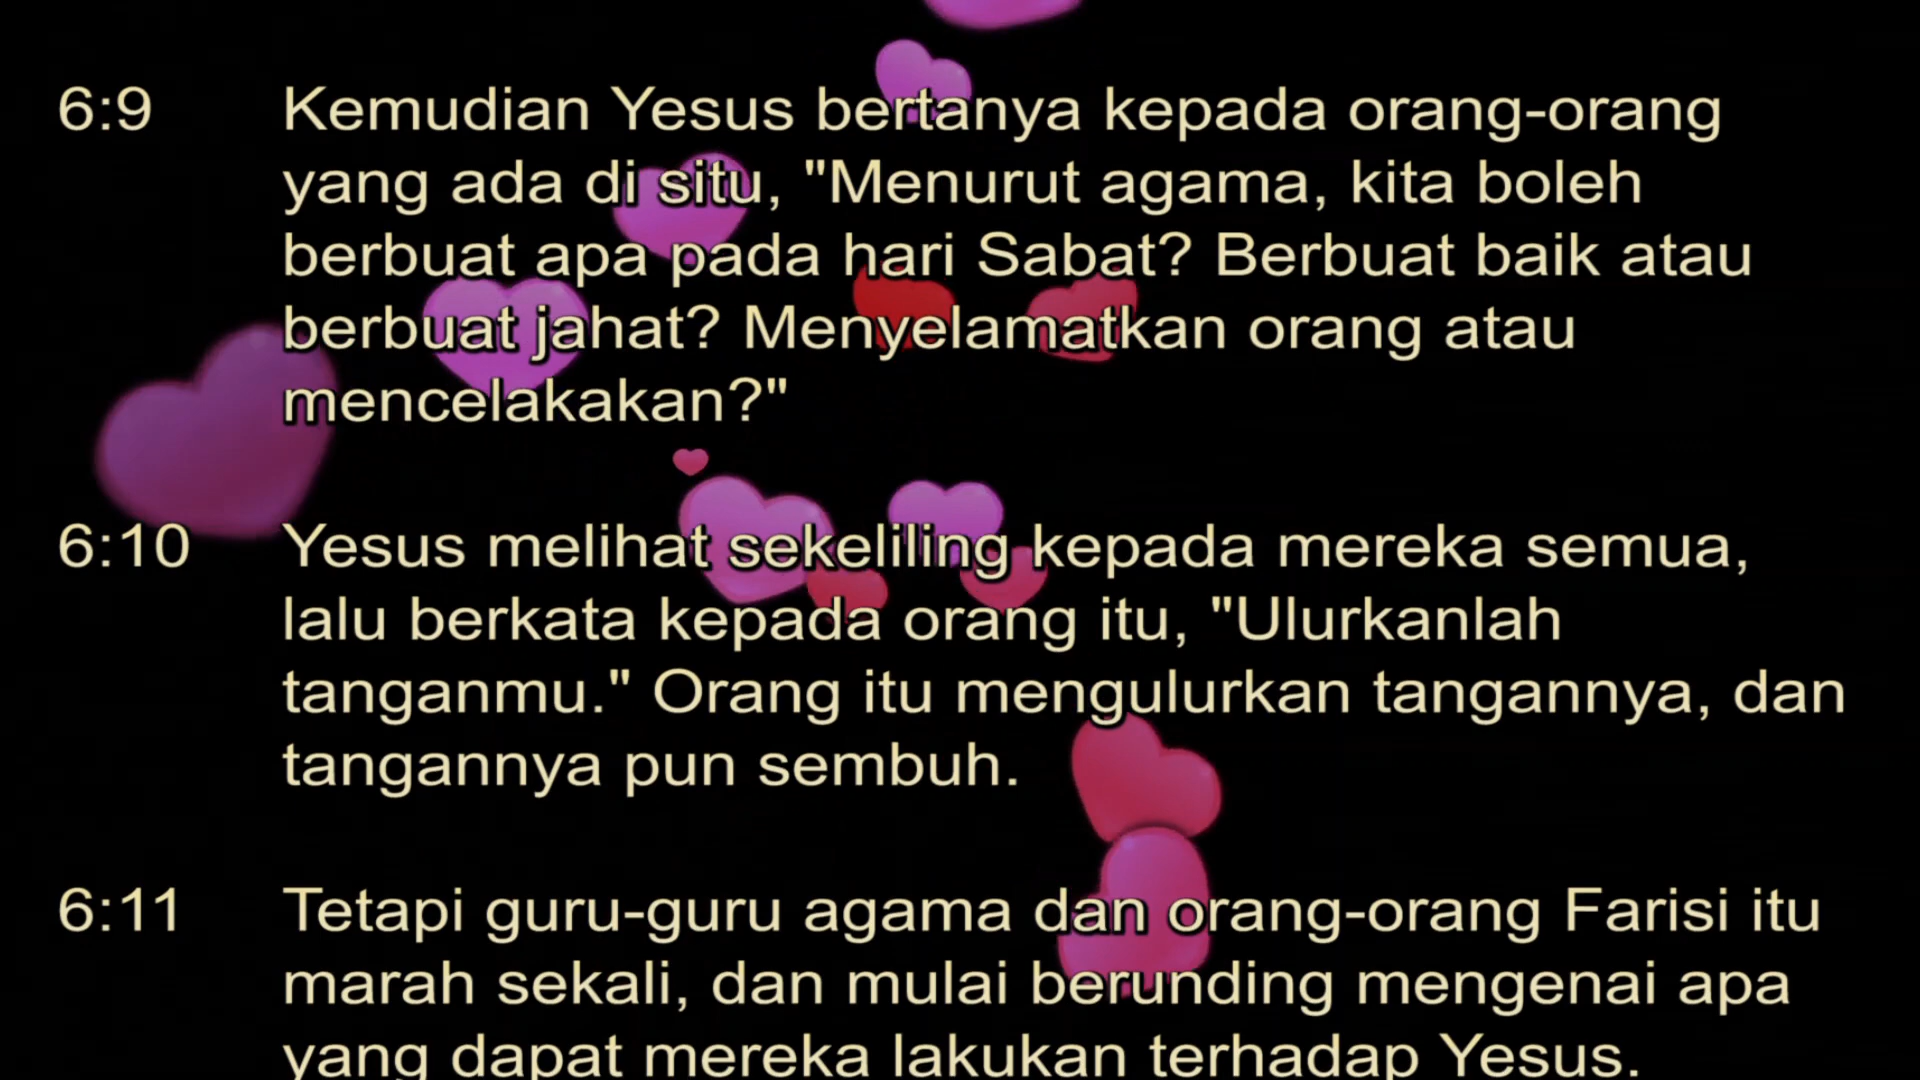 6:9 Kemudian Yesus bertanya kepada orang-orang
yang ada di situ, "Menurut agama, kita boleh
berbuat apa pada hari Sabat? Berbuat baik atau
berbuat jahat? Menyelamatkan orang atau
mencelakakan?"
6:10 Yesus melihat sekeliling kepada mereka semua,
lalu berkata kepada orang itu, "Ulurkanlah
tanganmu." Orang itu mengulurkan tangannya, dan
tangannya pun sembuh.
6:11 Tetapi guru-guru agama dan orang-orang Farisi itu
marah sekali, dan mulai berunding mengenai apa
yang dapat mereka lakukan terhadap Yesus.